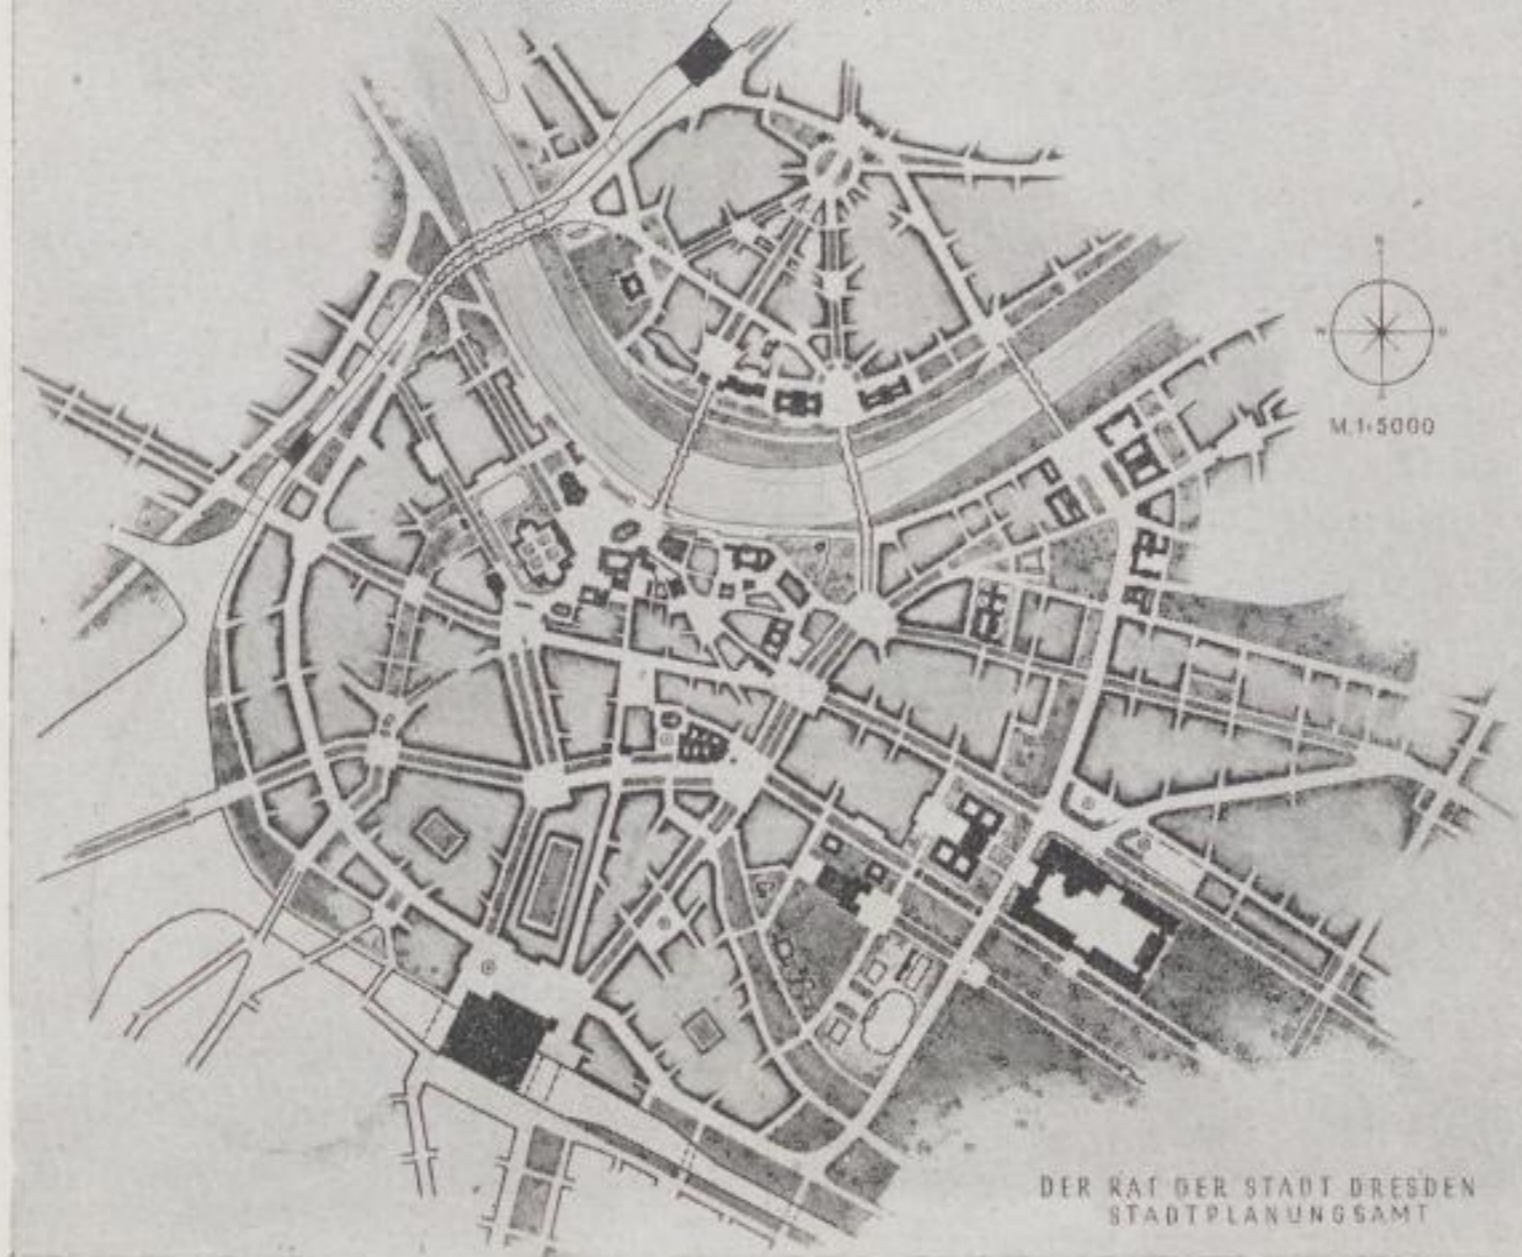 N
W
S
M. 1:5000
DER RAT DER STADT DRESDEN
STADTPLANUNGSAMT